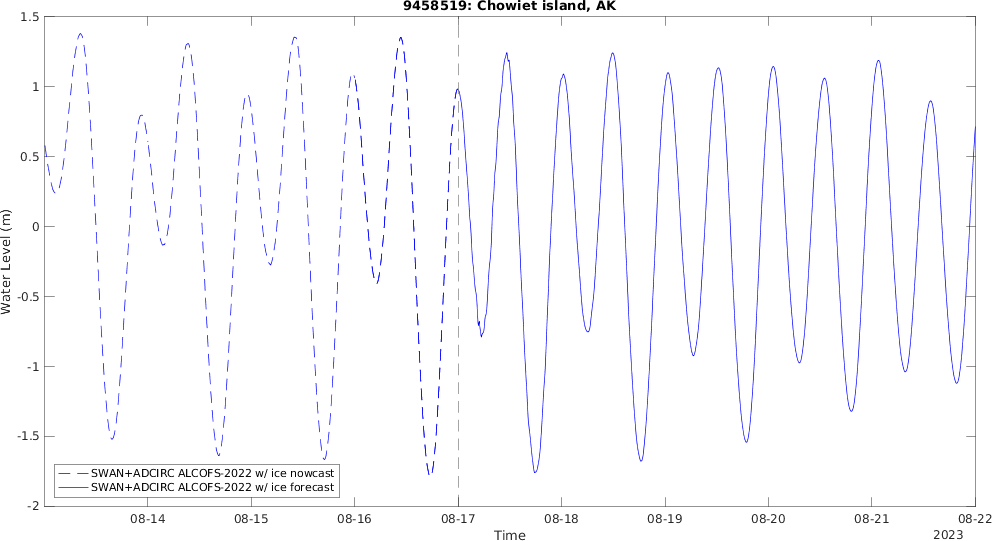 9458519: Chowiet island, AK
1.5
1
0.5
0
-0.5
-1
-1.5
-2
Water Level (m)
SWAN+ADCIRC ALCOFS-2022 w/ ice nowcast
SWAN+ADCIRC ALCOFS-2022 w/ ice forecast
08-14 08-15 08-16 08-17 08-18 08-19 08-20 08-21 08-22
Time
2023